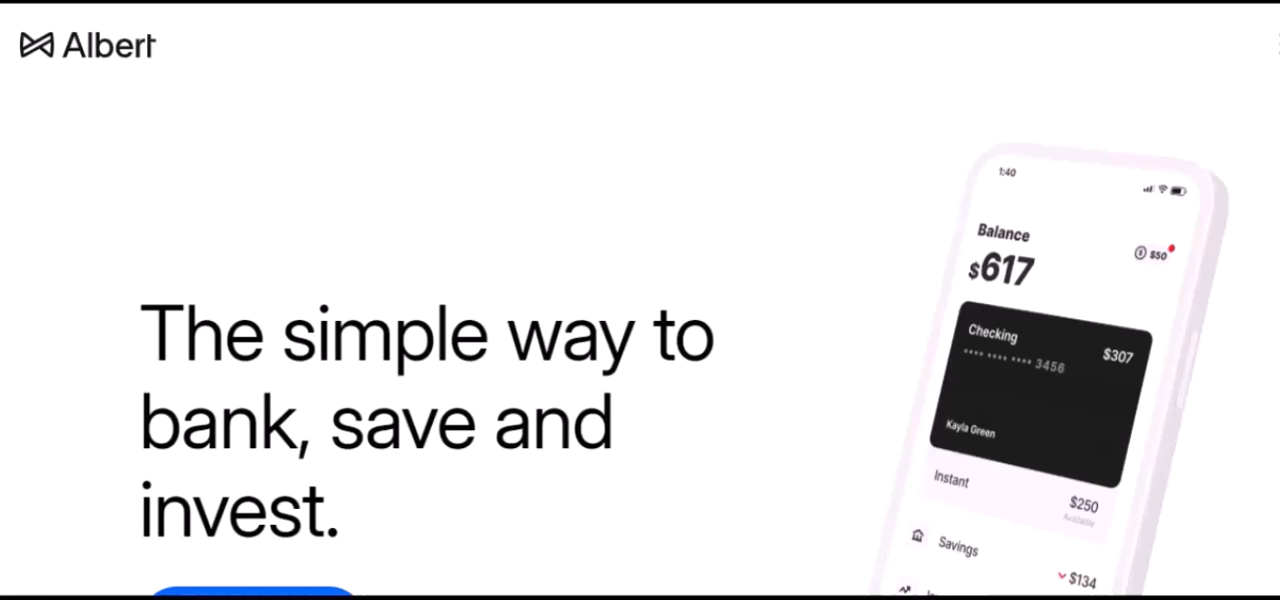 Albert
1:40
Balance
$50
$617
The simple way to
bank, save and
invest.
Checking
$307
•••• •••• •••• 3456
Kayla Green
Instant
$250
Available
Savings
$134